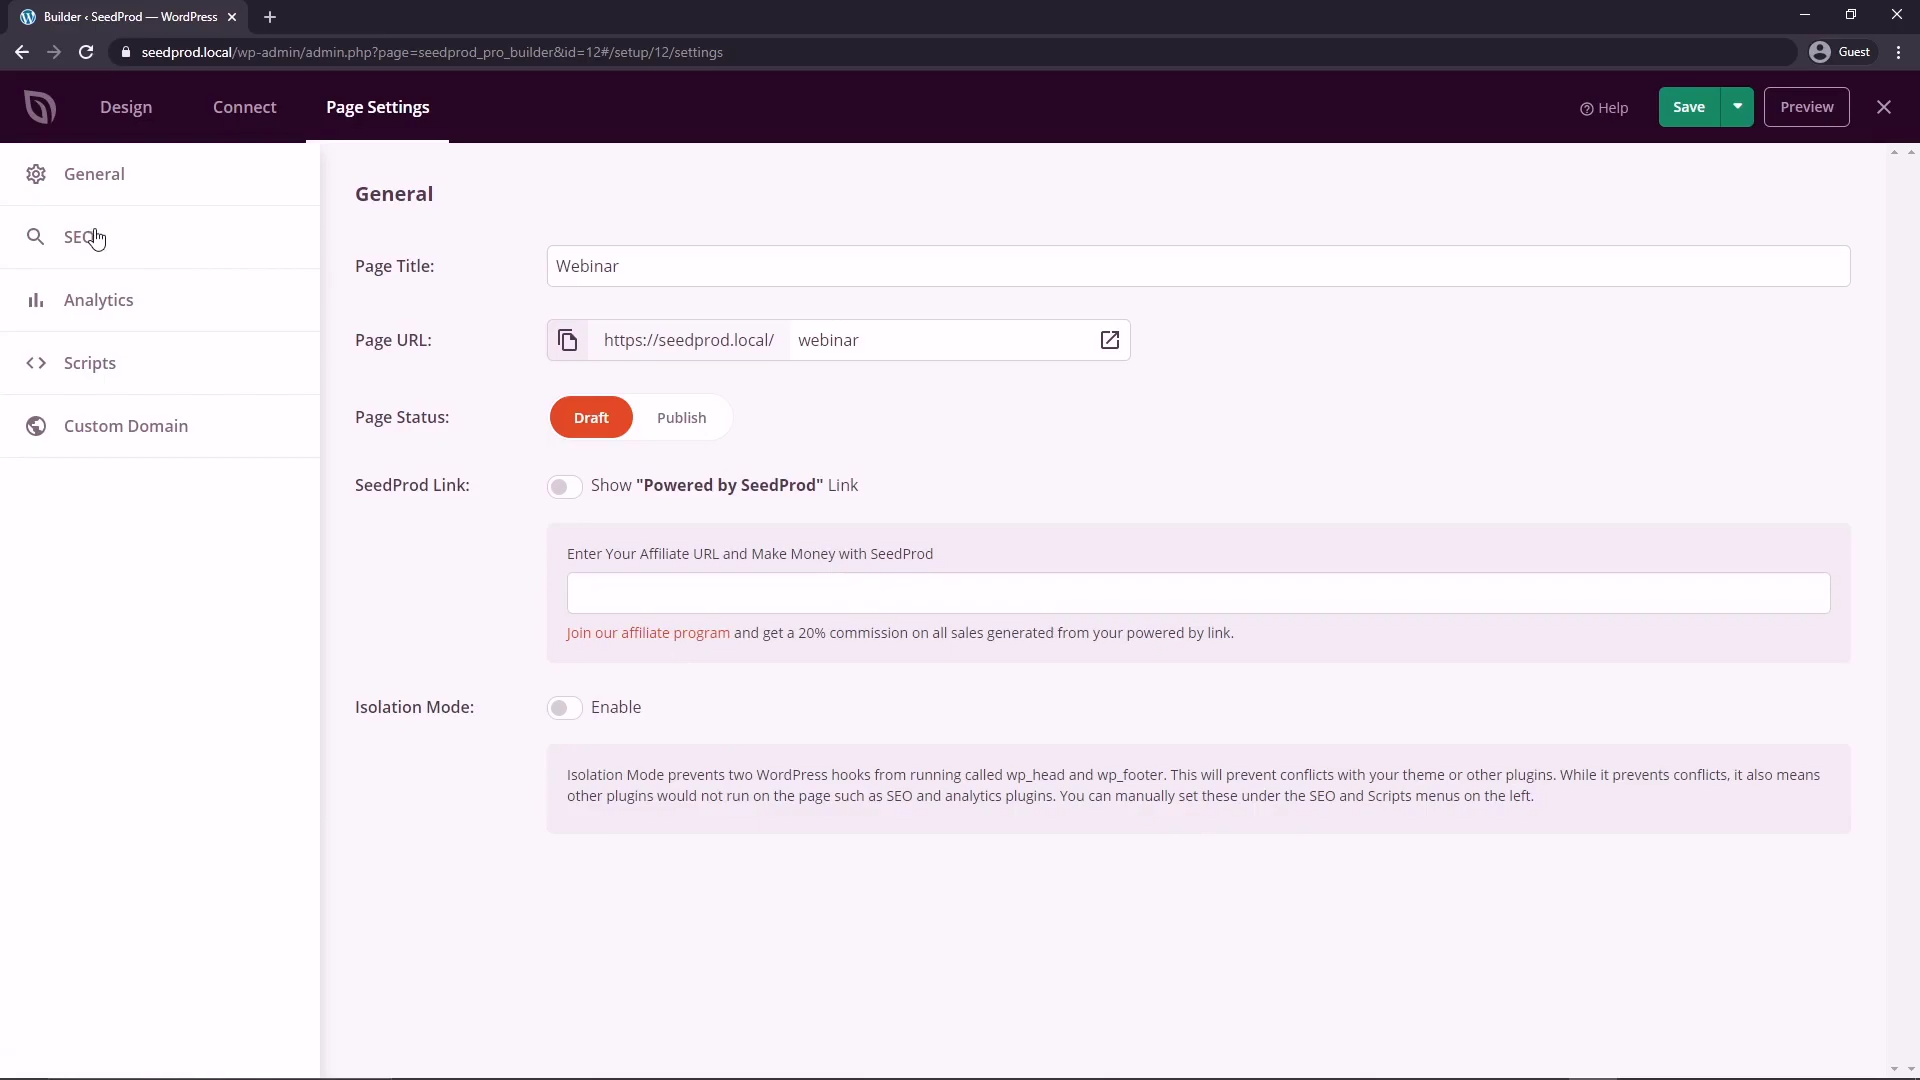 Builder ‹ SeedProd — WordPress
seedprod.local/wp-admin/admin.php?page=seedprod_pro_builder&id=12#/setup/12/settings
Guest
Design
Connect
Page Settings
Help
Save
Preview
General
SEO
Analytics
Scripts
Custom Domain
General
Page Title:
Webinar
Page URL:
https://seedprod.local/
webinar
Page Status:
Draft
Publish
SeedProd Link:
Show "Powered by SeedProd" Link
Enter Your Affiliate URL and Make Money with SeedProd
Join our affiliate program and get a 20% commission on all sales generated from your powered by link.
Isolation Mode:
Enable
Isolation Mode prevents two WordPress hooks from running called wp_head and wp_footer. This will prevent conflicts with your theme or other plugins. While it prevents conflicts, it also means
other plugins would not run on the page such as SEO and analytics plugins. You can manually set these under the SEO and Scripts menus on the left.